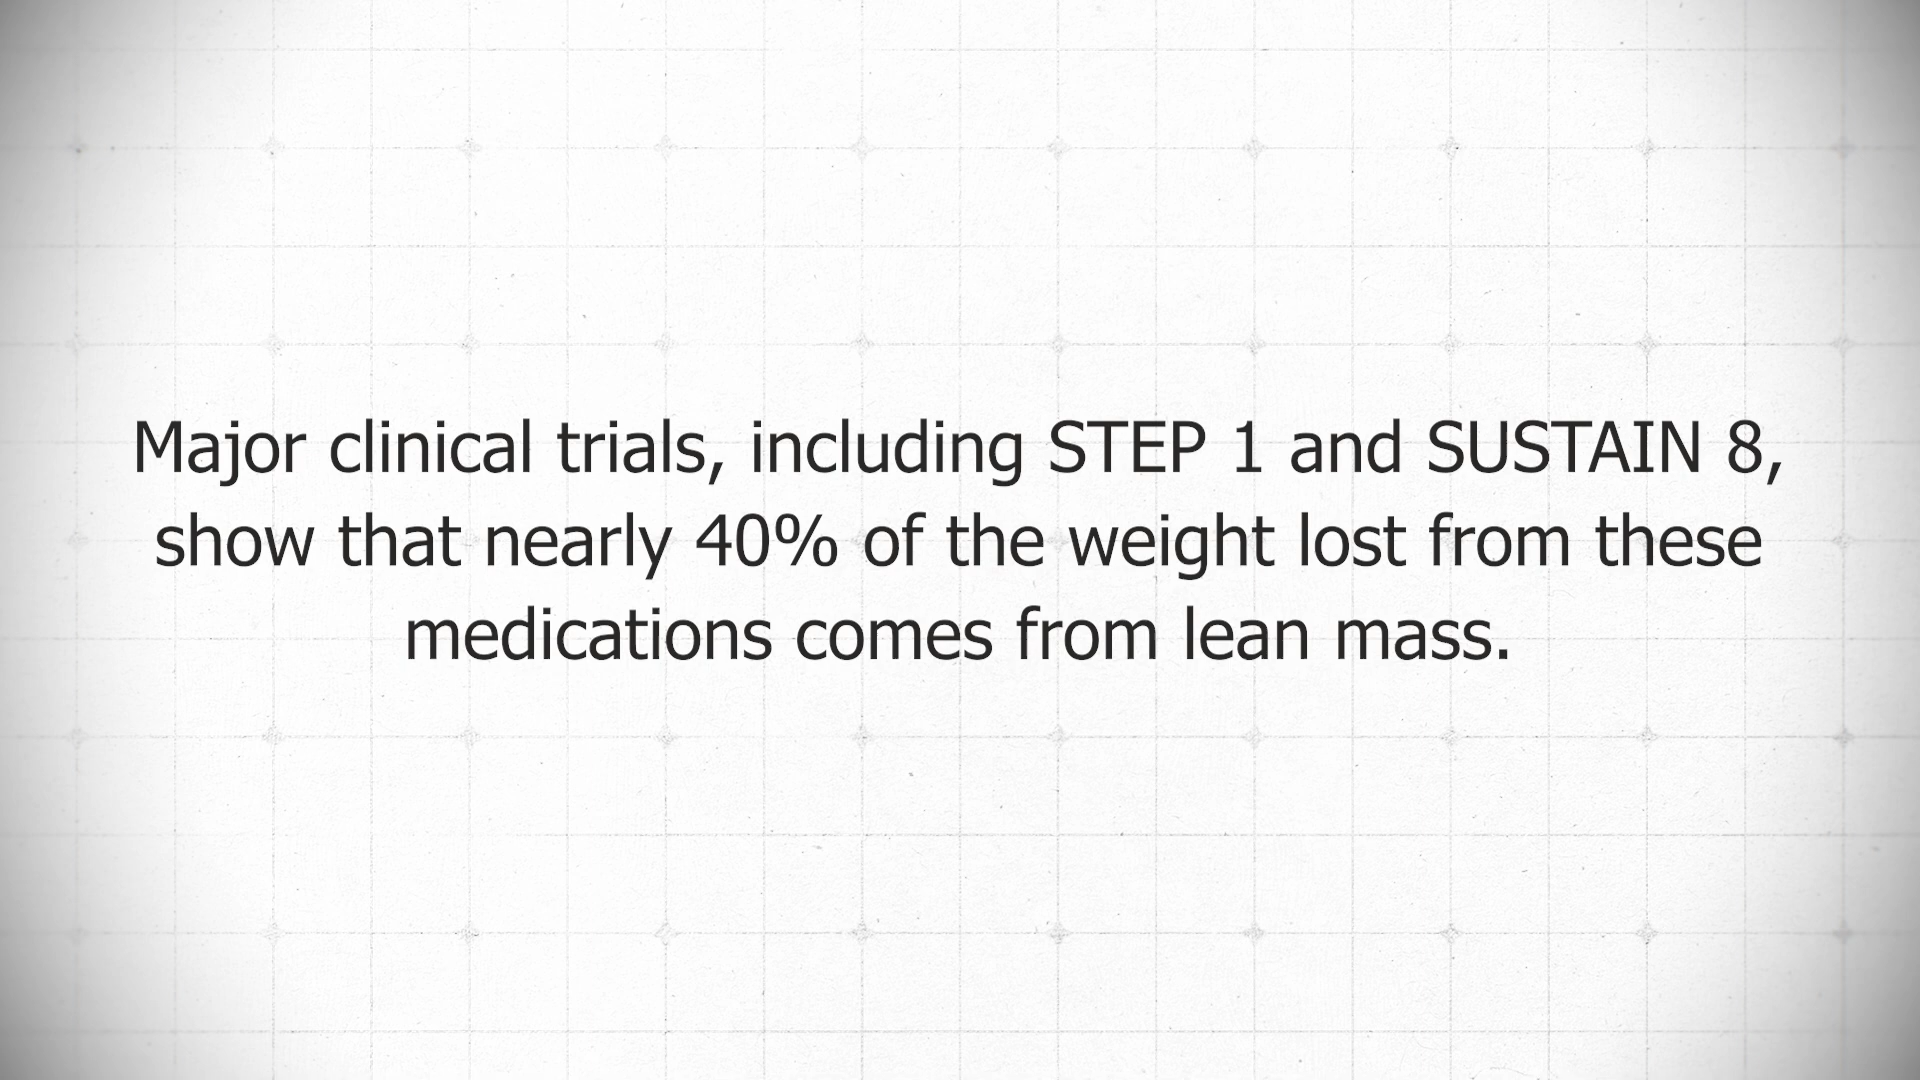 Major clinical trials, including STEP 1 and SUSTAIN 8,
show that nearly 40% of the weight lost from these
medications comes from lean mass.